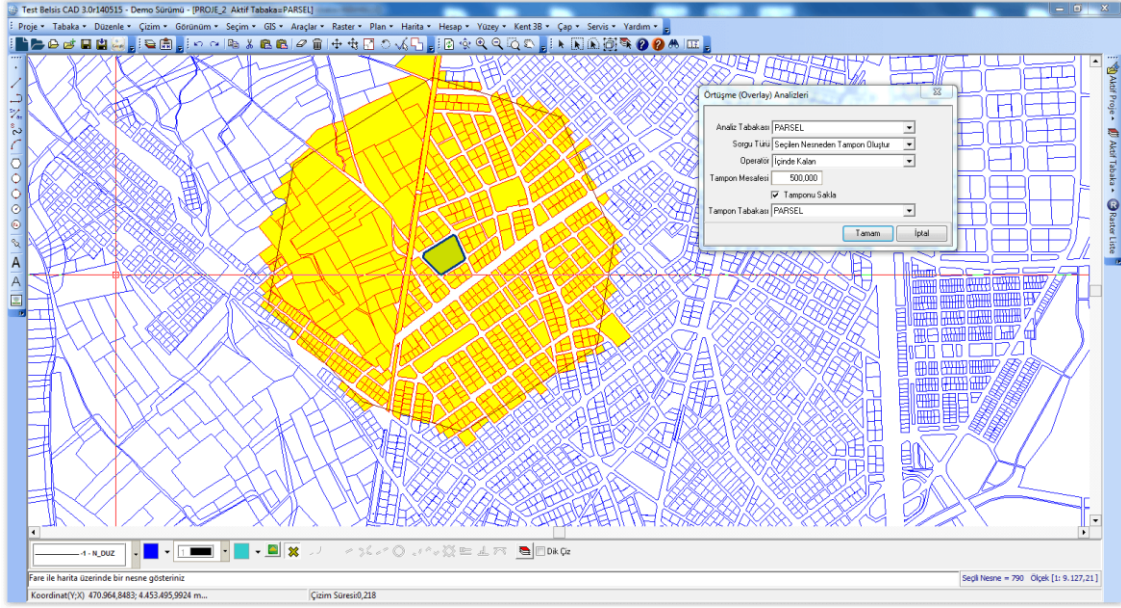 Test Belsis CAD 3.0r140515 - Demo Sürümü - [PROJE_2 Aktif Tabaka=PARSEL]
Proje Tabaka Düzenle Çizim Görünüm Seçim GIS Araçlar Raster Plan Harita Hesap Yüzey Kent3B Çap Servis Yardım
Örtüşme (Overlay) Analizleri
Analiz Tabakası PARSEL
Sorgu Türü Seçilen Nesneden Tampon Oluştur
Operatör İçinde Kalan
Tampon Mesafesi 500,000
Tamponu Sakla
Tampon Tabakası PARSEL
Tamam İptal
Aktif Proje
Aktif Tabaka
Raster Liste
A
A
-1 - N_DUZ
1
Dik Çiz
Fare ile harita üzerinde bir nesne gösteriniz
Seçili Nesne = 790 Ölçek [1: 9.127,21]
Koordinat(Y;X) 470.964,8483; 4.453.495,9924 m...
Çizim Süresi:0,218